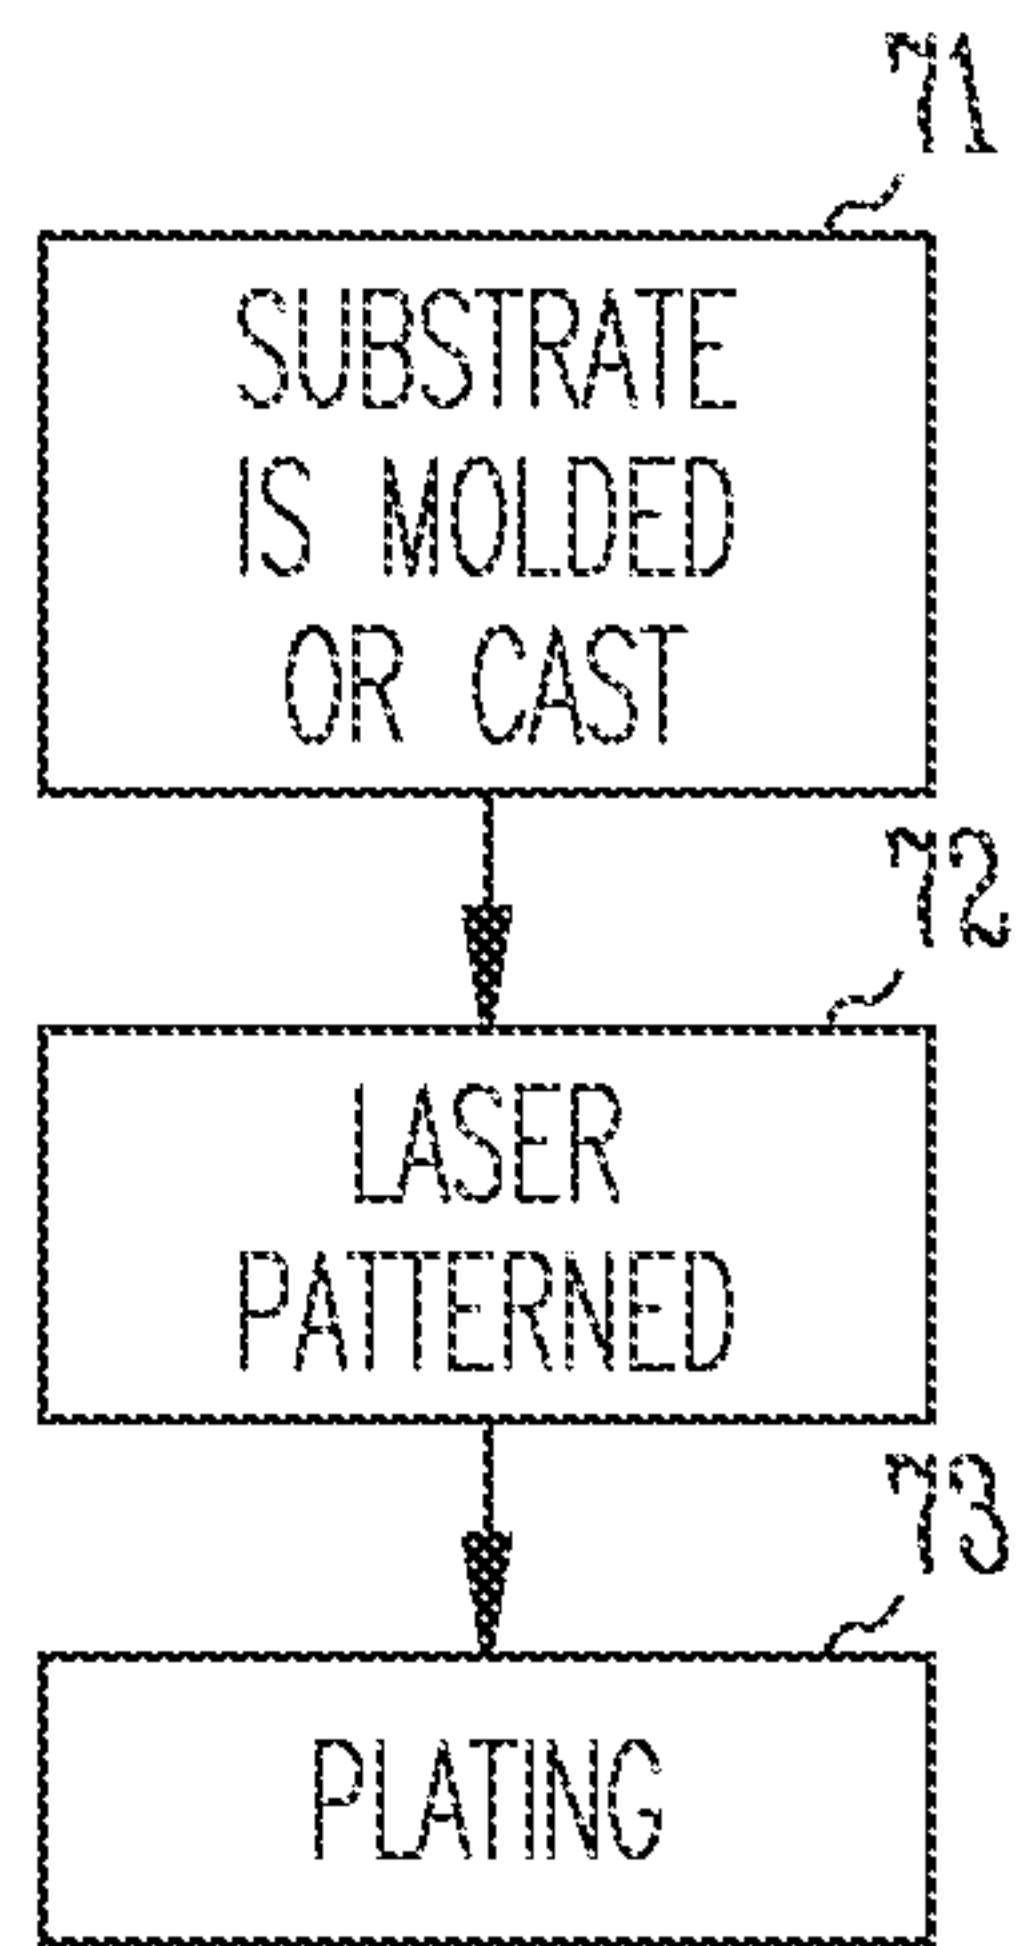 71
SUBSTRATE
IS MOLDED
OR CAST
72
LASER
PATTERNED
73
PLATING